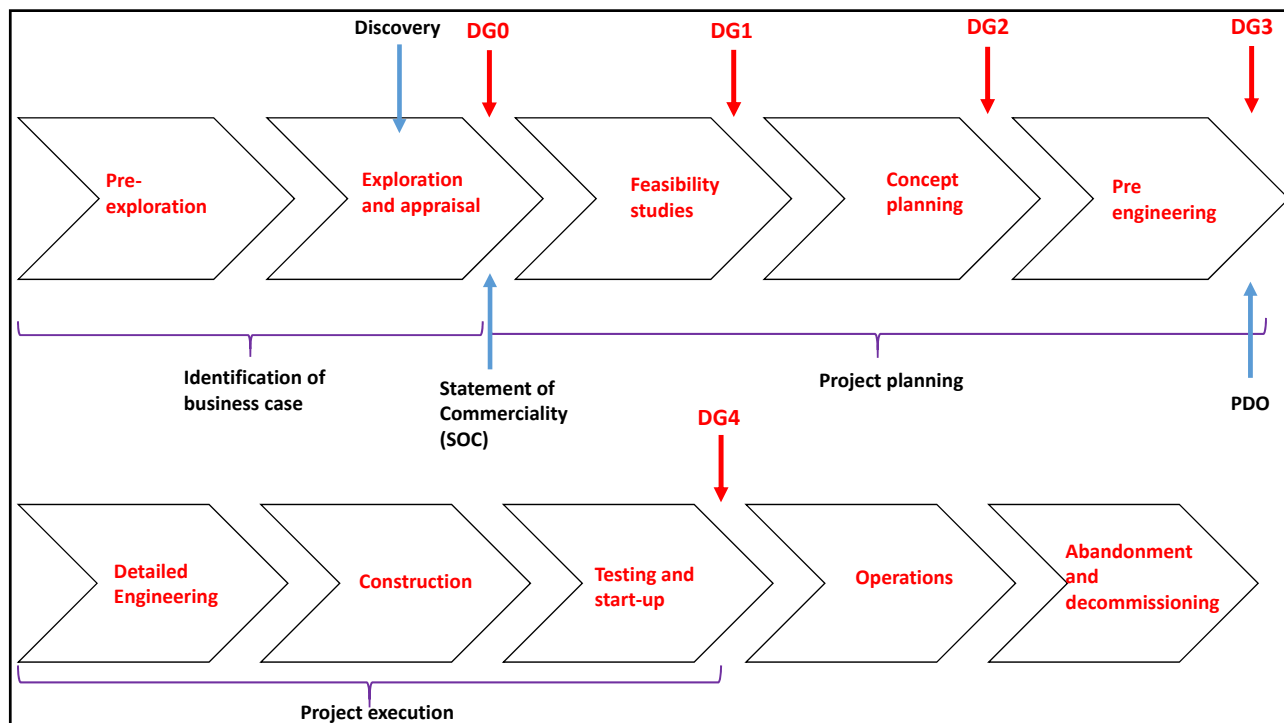 Discovery
DG0
DG1
DG2
DG3
Pre-
exploration
Exploration
and appraisal
Feasibility
studies
Concept
planning
Pre
engineering
Identification of
business case
Statement of
Commerciality
(SOC)
Project planning
PDO
DG4
Detailed
Engineering
Construction
Testing and
start-up
Operations
Abandonment
and
decommissioning
Project execution